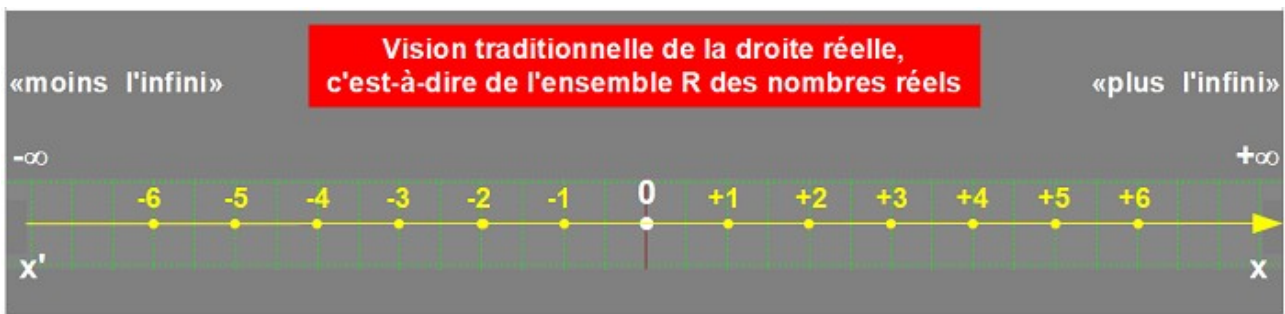 Vision traditionnelle de la droite réelle,
«moins l'infini» c'est-à-dire de l'ensemble R des nombres réels «plus l'infini»
-∞ +∞
-6 -5 -4 -3 -2 -1 0 +1 +2 +3 +4 +5 +6
x' x